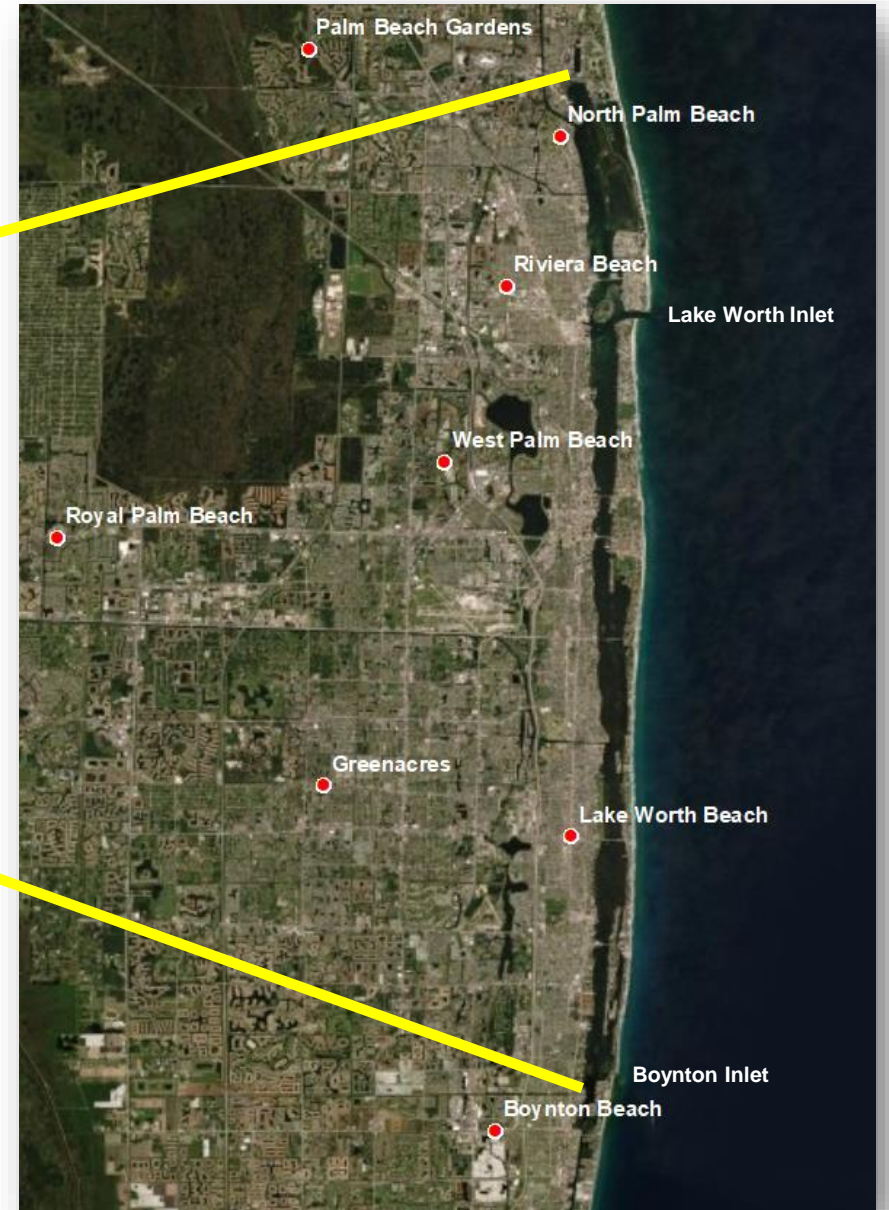 Palm Beach Gardens
North Palm Beach
Riviera Beach
Lake Worth Inlet
West Palm Beach
Royal Palm Beach
Greenacres
Lake Worth Beach
Boynton Inlet
Boynton Beach